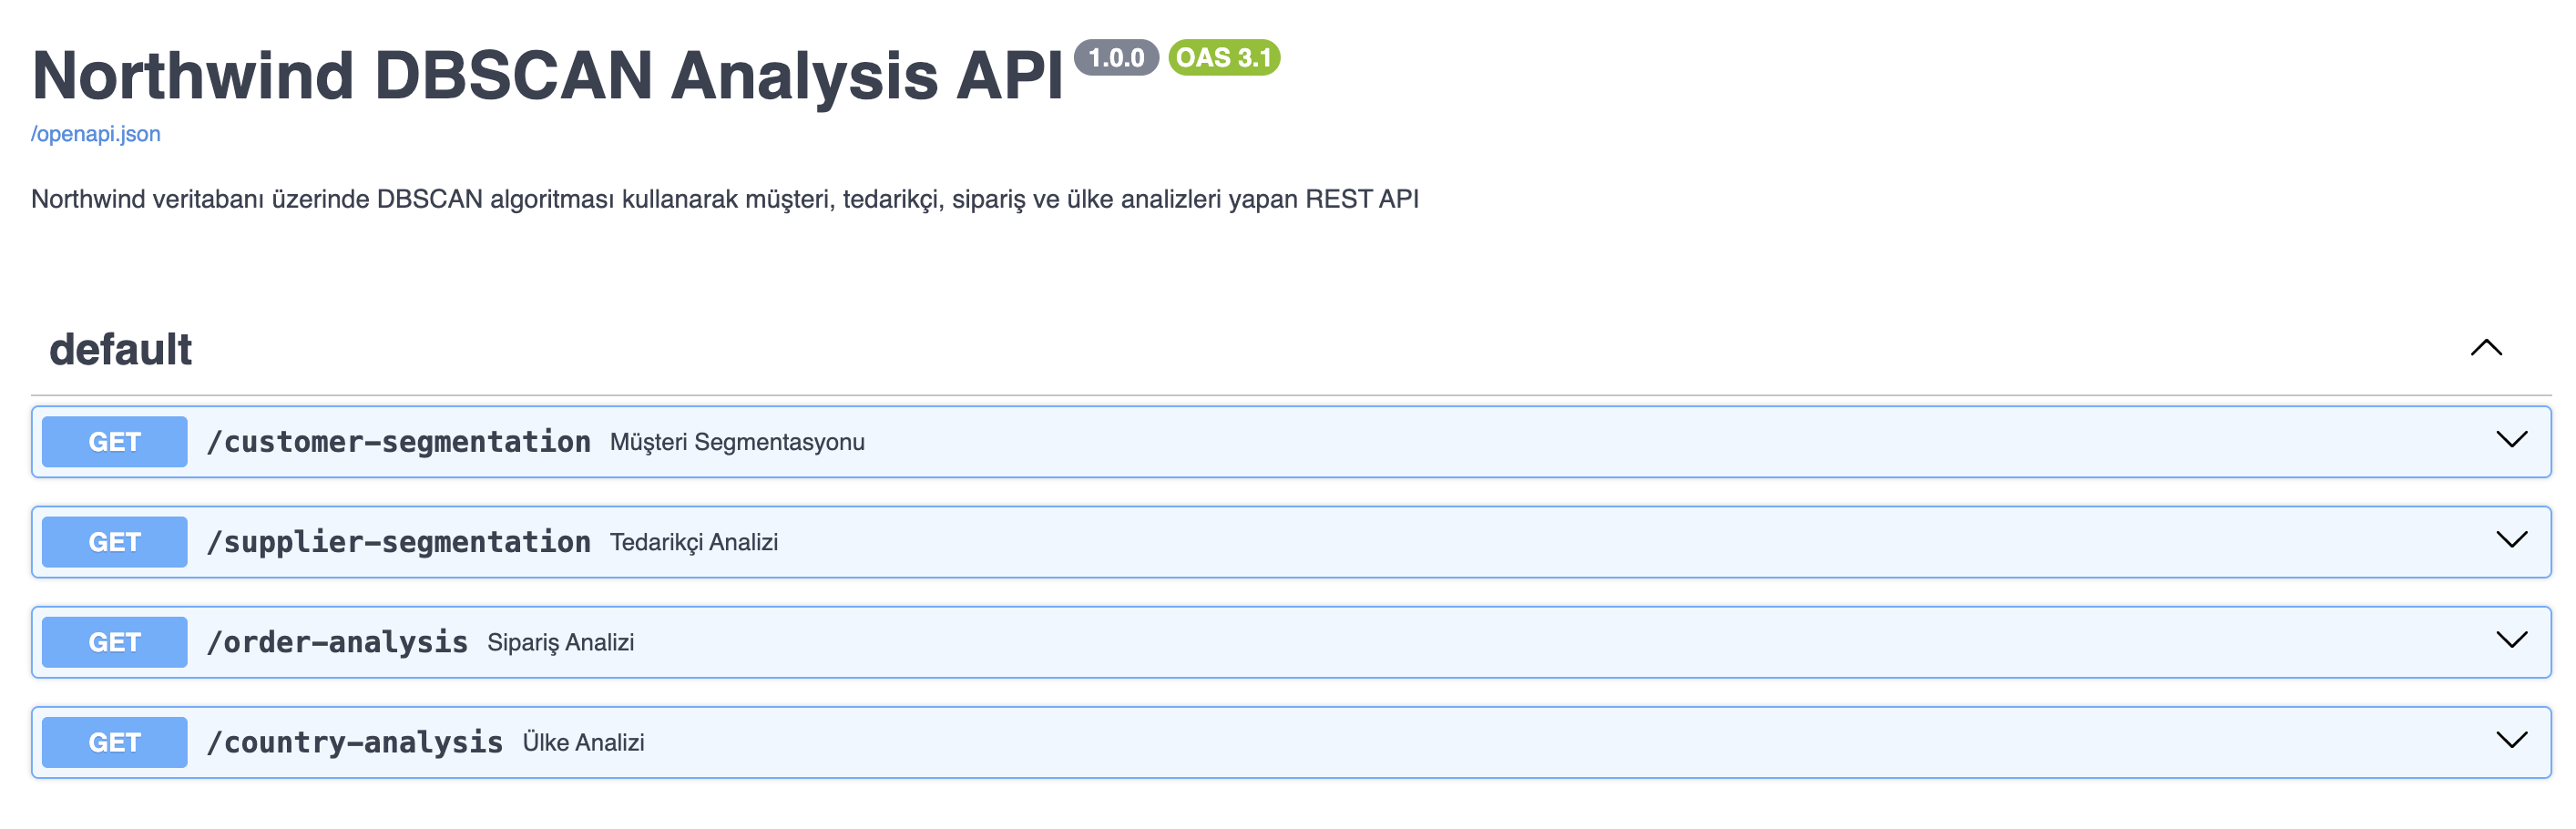 Northwind DBSCAN Analysis API 1.0.0 OAS 3.1
/openapi.json
Northwind veritabanı üzerinde DBSCAN algoritması kullanarak müşteri, tedarikçi, sipariş ve ülke analizleri yapan REST API
default
GET /customer-segmentation Müşteri Segmentasyonu
GET /supplier-segmentation Tedarikçi Analizi
GET /order-analysis Sipariş Analizi
GET /country-analysis Ülke Analizi